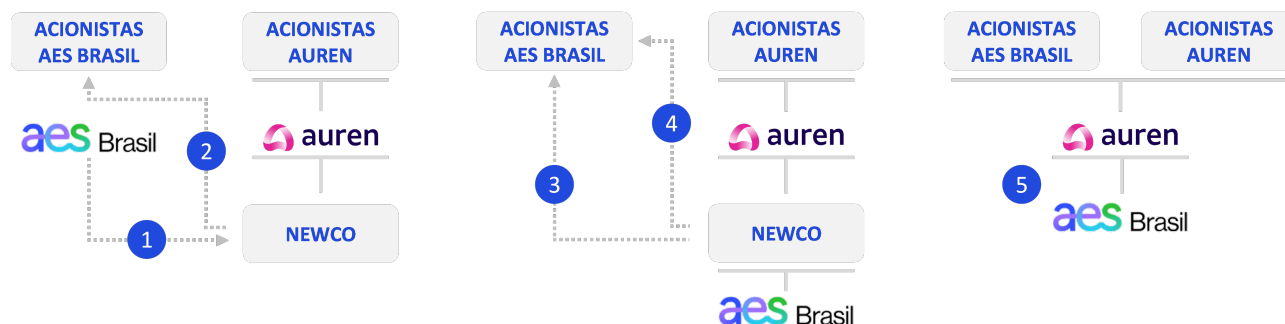 ACIONISTAS
AES BRASIL
ACIONISTAS
AUREN
aes Brasil
auren
2
1
NEWCO
ACIONISTAS
AES BRASIL
ACIONISTAS
AUREN
4
auren
3
NEWCO
aes Brasil
ACIONISTAS
AES BRASIL
ACIONISTAS
AUREN
auren
5
aes Brasil